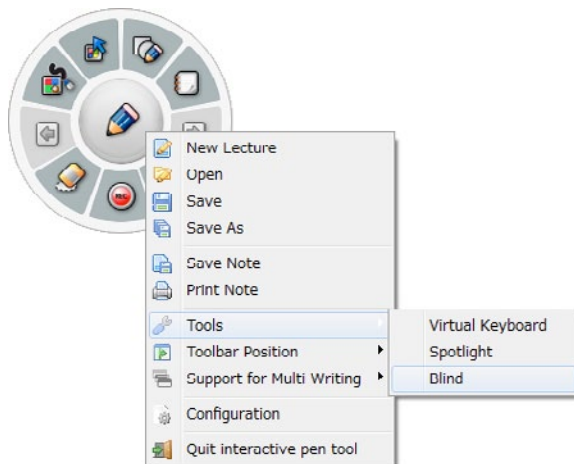 New Lecture
Open
Save
Save As
Save Note
Print Note
Tools
Toolbar Position
Support for Multi Writing
Configuration
Quit interactive pen tool
Virtual Keyboard
Spotlight
Blind